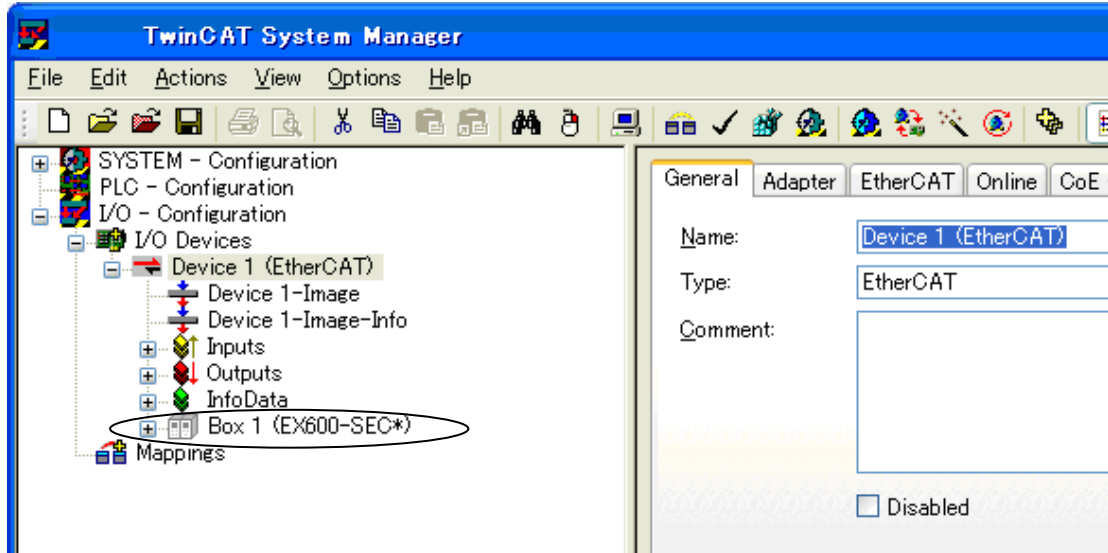 TwinCAT System Manager
File Edit Actions View Options Help
SYSTEM - Configuration
PLC - Configuration
I/O - Configuration
I/O Devices
Device 1 (EtherCAT)
Device 1-Image
Device 1-Image-Info
Inputs
Outputs
InfoData
Box 1 (EX600-SEC*)
Mappings
General Adapter EtherCAT Online CoE
Name: Device 1 (EtherCAT)
Type: EtherCAT
Comment:
Disabled